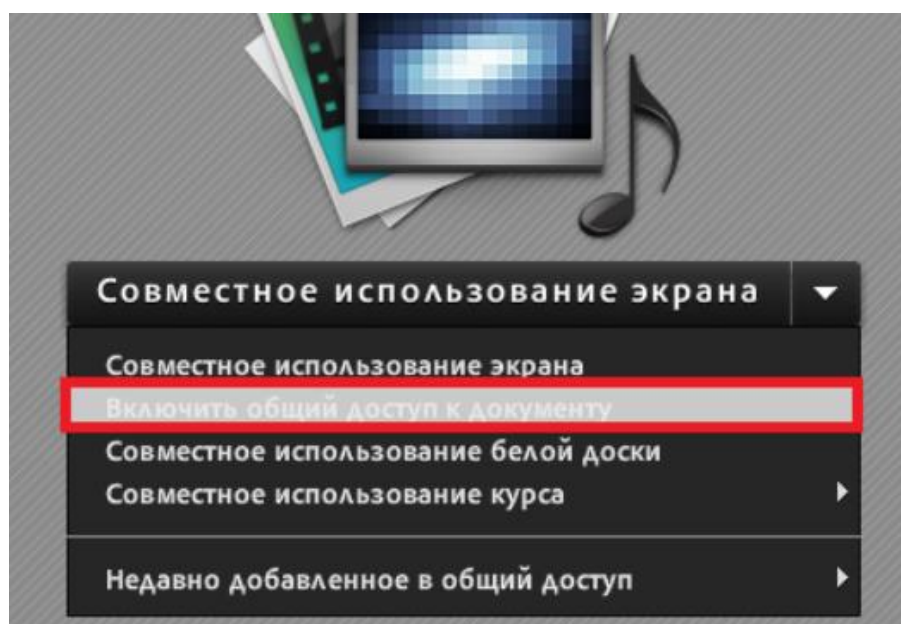 Совместное использование экрана
Совместное использование экрана
Включить общий доступ к документу
Совместное использование белой доски
Совместное использование курса
Недавно добавленное в общий доступ